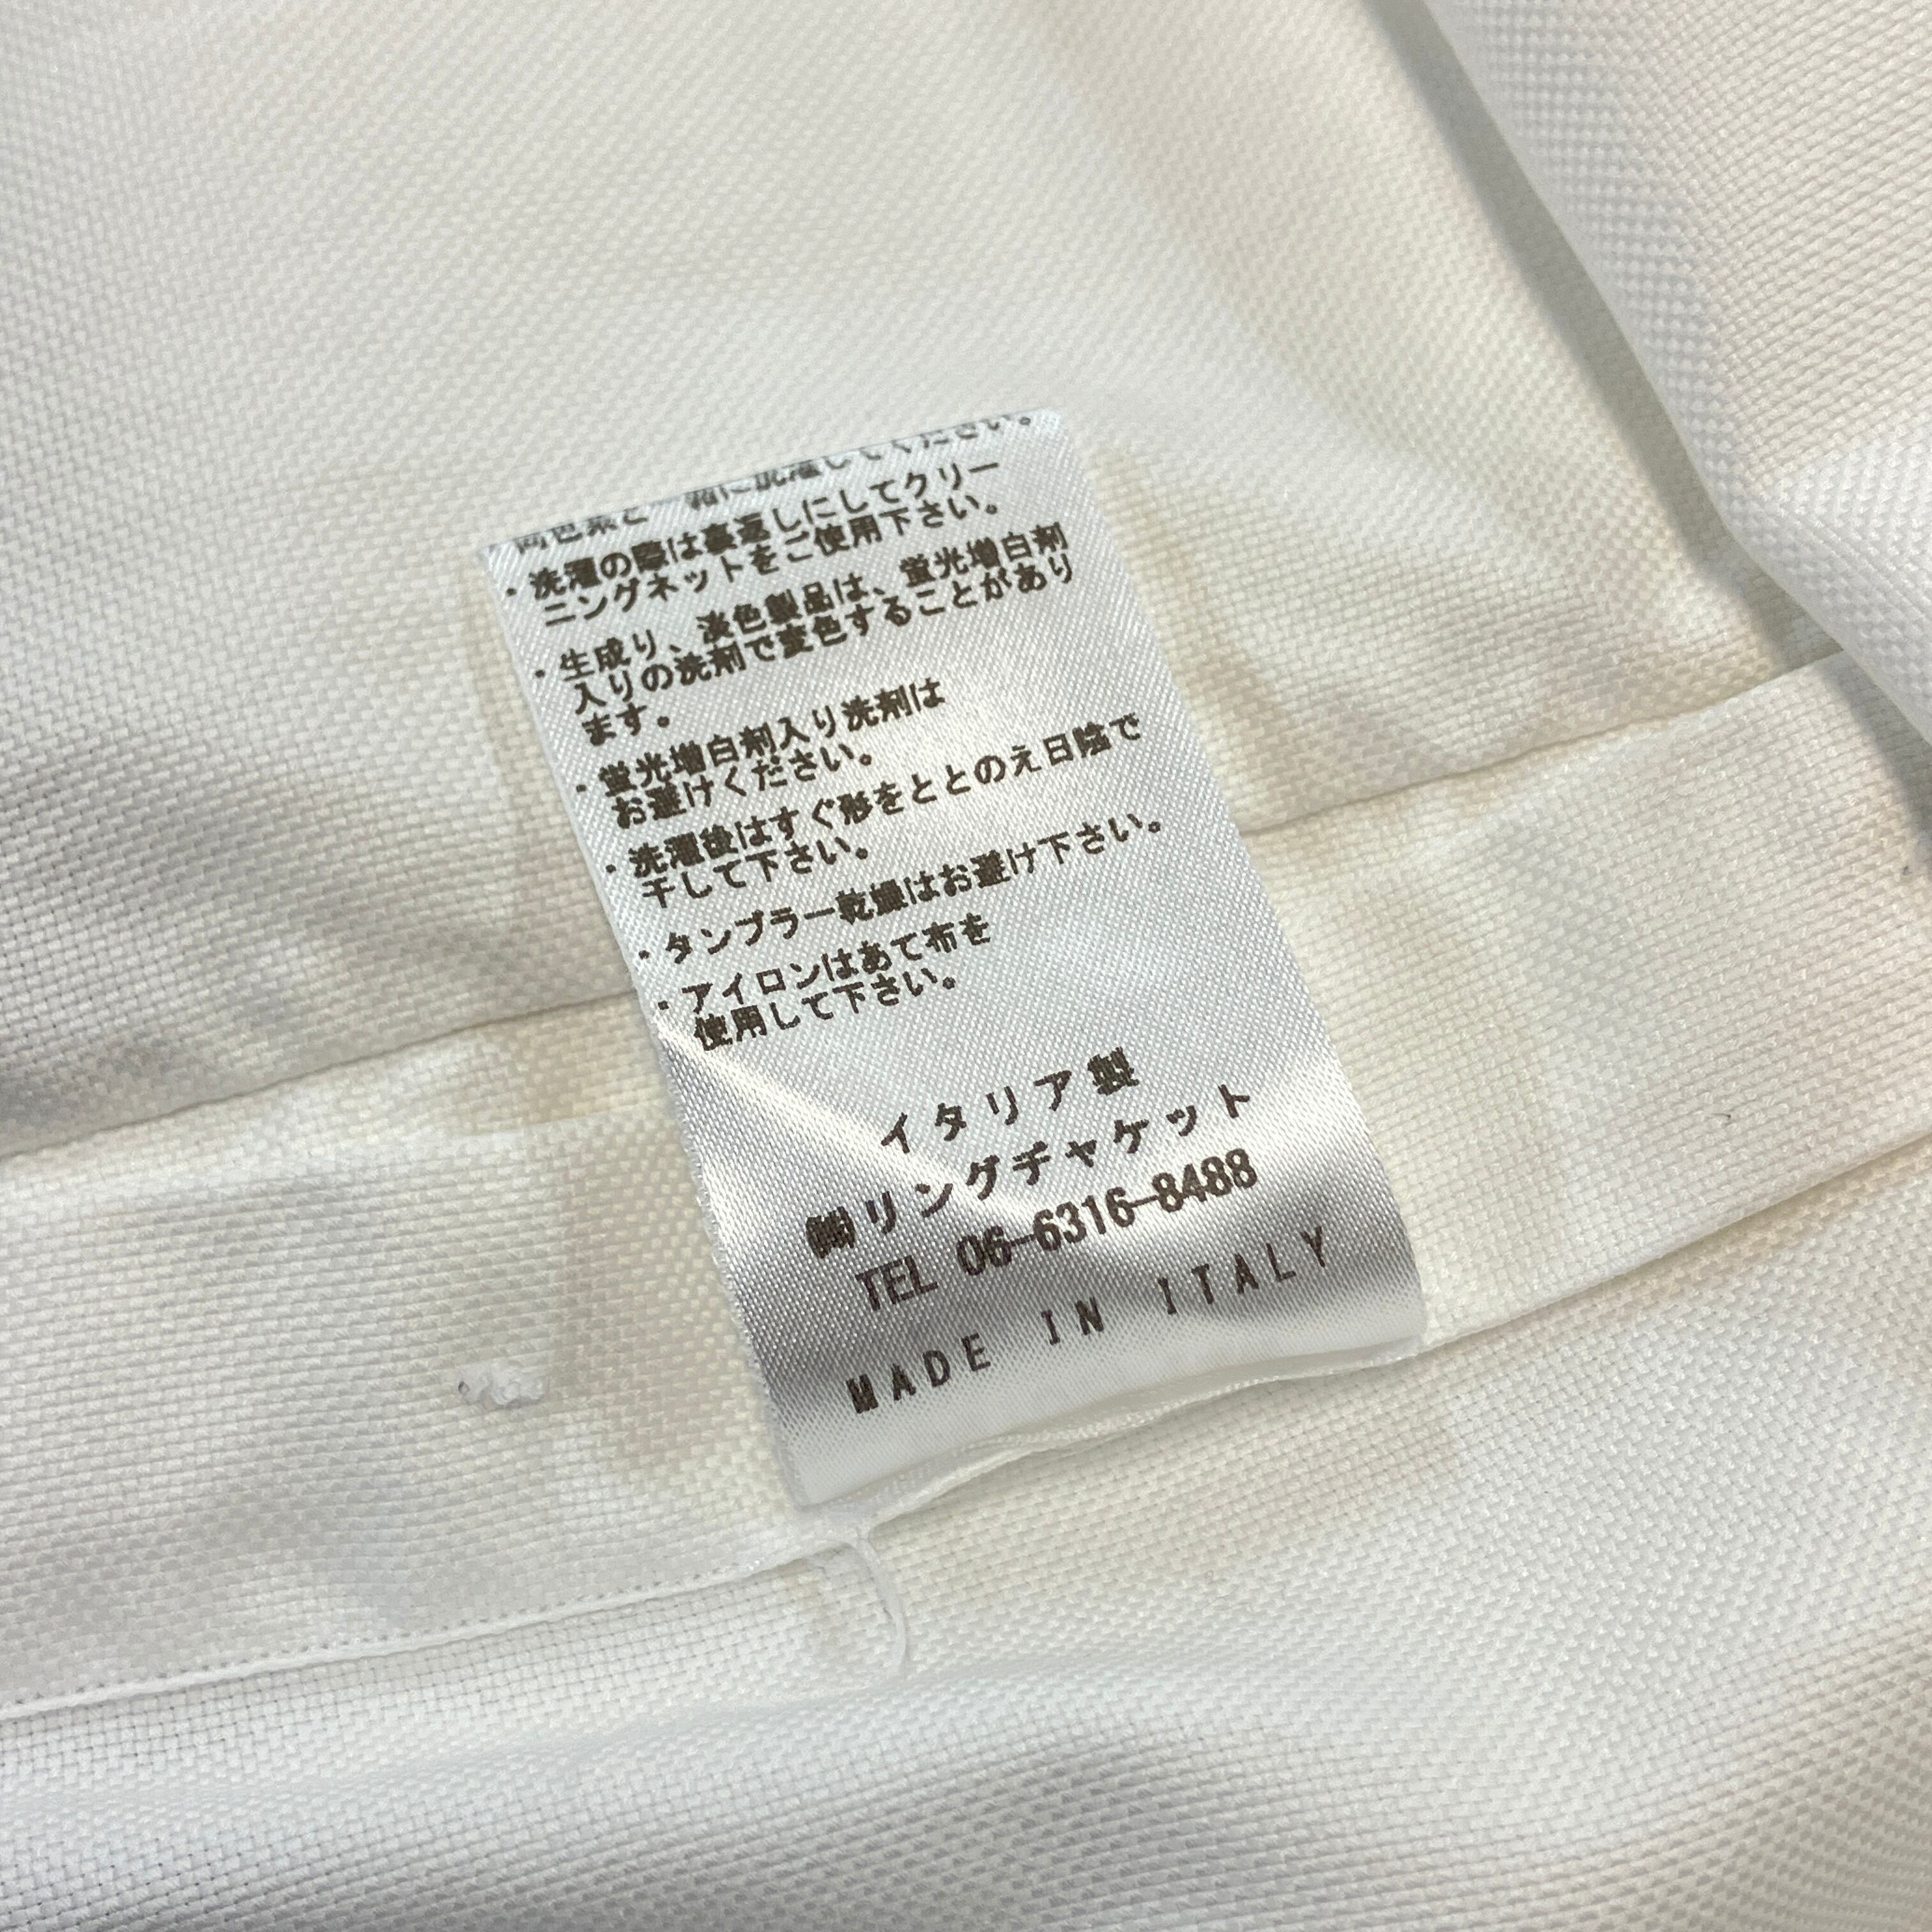 同色系と一緒に洗濯してください。
・洗濯の際は裏返しにしてクリー
ニングネットをご使用下さい。
・生成り、淡色製品は、蛍光増白剤
入りの洗剤で変色することがあり
ます。
・蛍光増白剤入り洗剤は
お避けください。
・洗濯後はすぐ形をととのえ日陰で
干して下さい。
・タンブラー乾燥はお避け下さい。
・アイロンはあて布を
使用して下さい。
イタリア製
㈱リングヂャケット
TEL 06-6316-8488
MADE IN ITALY